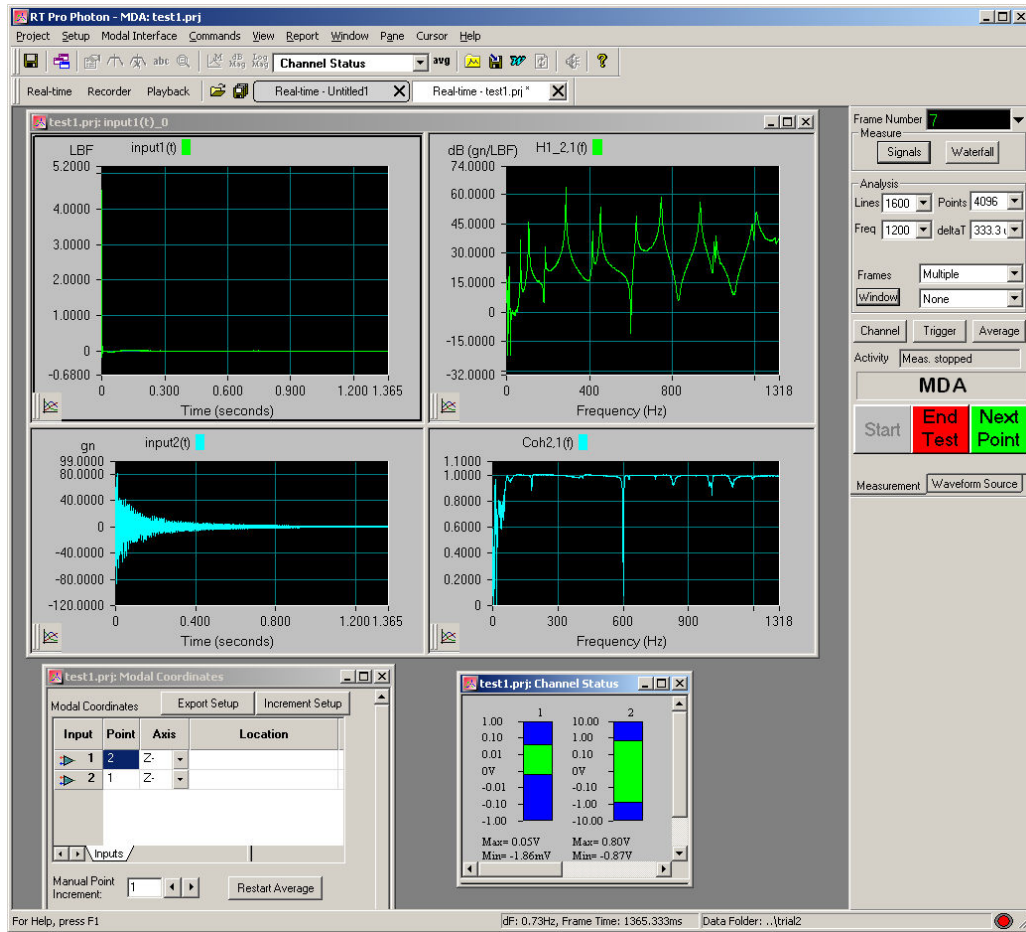 RT Pro Photon - MDA: test1.prj
Project Setup Modal Interface Commands View Report Window Pane Cursor Help
abc M dB Mag Log Mag Channel Status avg W ?
Real-time Recorder Playback Real-time - Untitled1 X Real-time - test1.prj * X
test1.prj: input1(t)_0
LBF input1(t)
5.2000
4.0000
3.0000
2.0000
1.0000
0
-0.6800
0 0.300 0.600 0.900 1.200 1.365
Time (seconds)
dB (gn/LBF) H1_2,1(f)
74.0000
60.0000
45.0000
30.0000
15.0000
0
-15.0000
-32.0000
0 400 800 1318
Frequency (Hz)
gn input2(t)
99.0000
80.0000
40.0000
0
-40.0000
-80.0000
-120.0000
0 0.400 0.800 1.200 1.365
Time (seconds)
Coh2,1(f)
1.1000
1.0000
0.8000
0.6000
0.4000
0.2000
0
0 300 600 900 1318
Frequency (Hz)
test1.prj: Modal Coordinates
Modal Coordinates Export Setup Increment Setup
Input Point Axis Location
1 2 Z-
2 1 Z-
Inputs
Manual Point
Increment: 1 Restart Average
test1.prj: Channel Status
1 2
1.00 10.00
0.10 1.00
0.01 0.10
0V 0V
-0.01 -0.10
-0.10 -1.00
-1.00 -10.00
Max= 0.05V Max= 0.80V
Min= -1.86mV Min= -0.87V
Frame Number 7
Measure
Signals Waterfall
Analysis
Lines 1600 Points 4096
Freq 1200 deltaT 333.3
Frames Multiple
Window None
Channel Trigger Average
Activity Meas. stopped
MDA
Start End Test Next Point
Measurement Waveform Source
For Help, press F1 dF: 0.73Hz, Frame Time: 1365.333ms Data Folder: ..\trial2